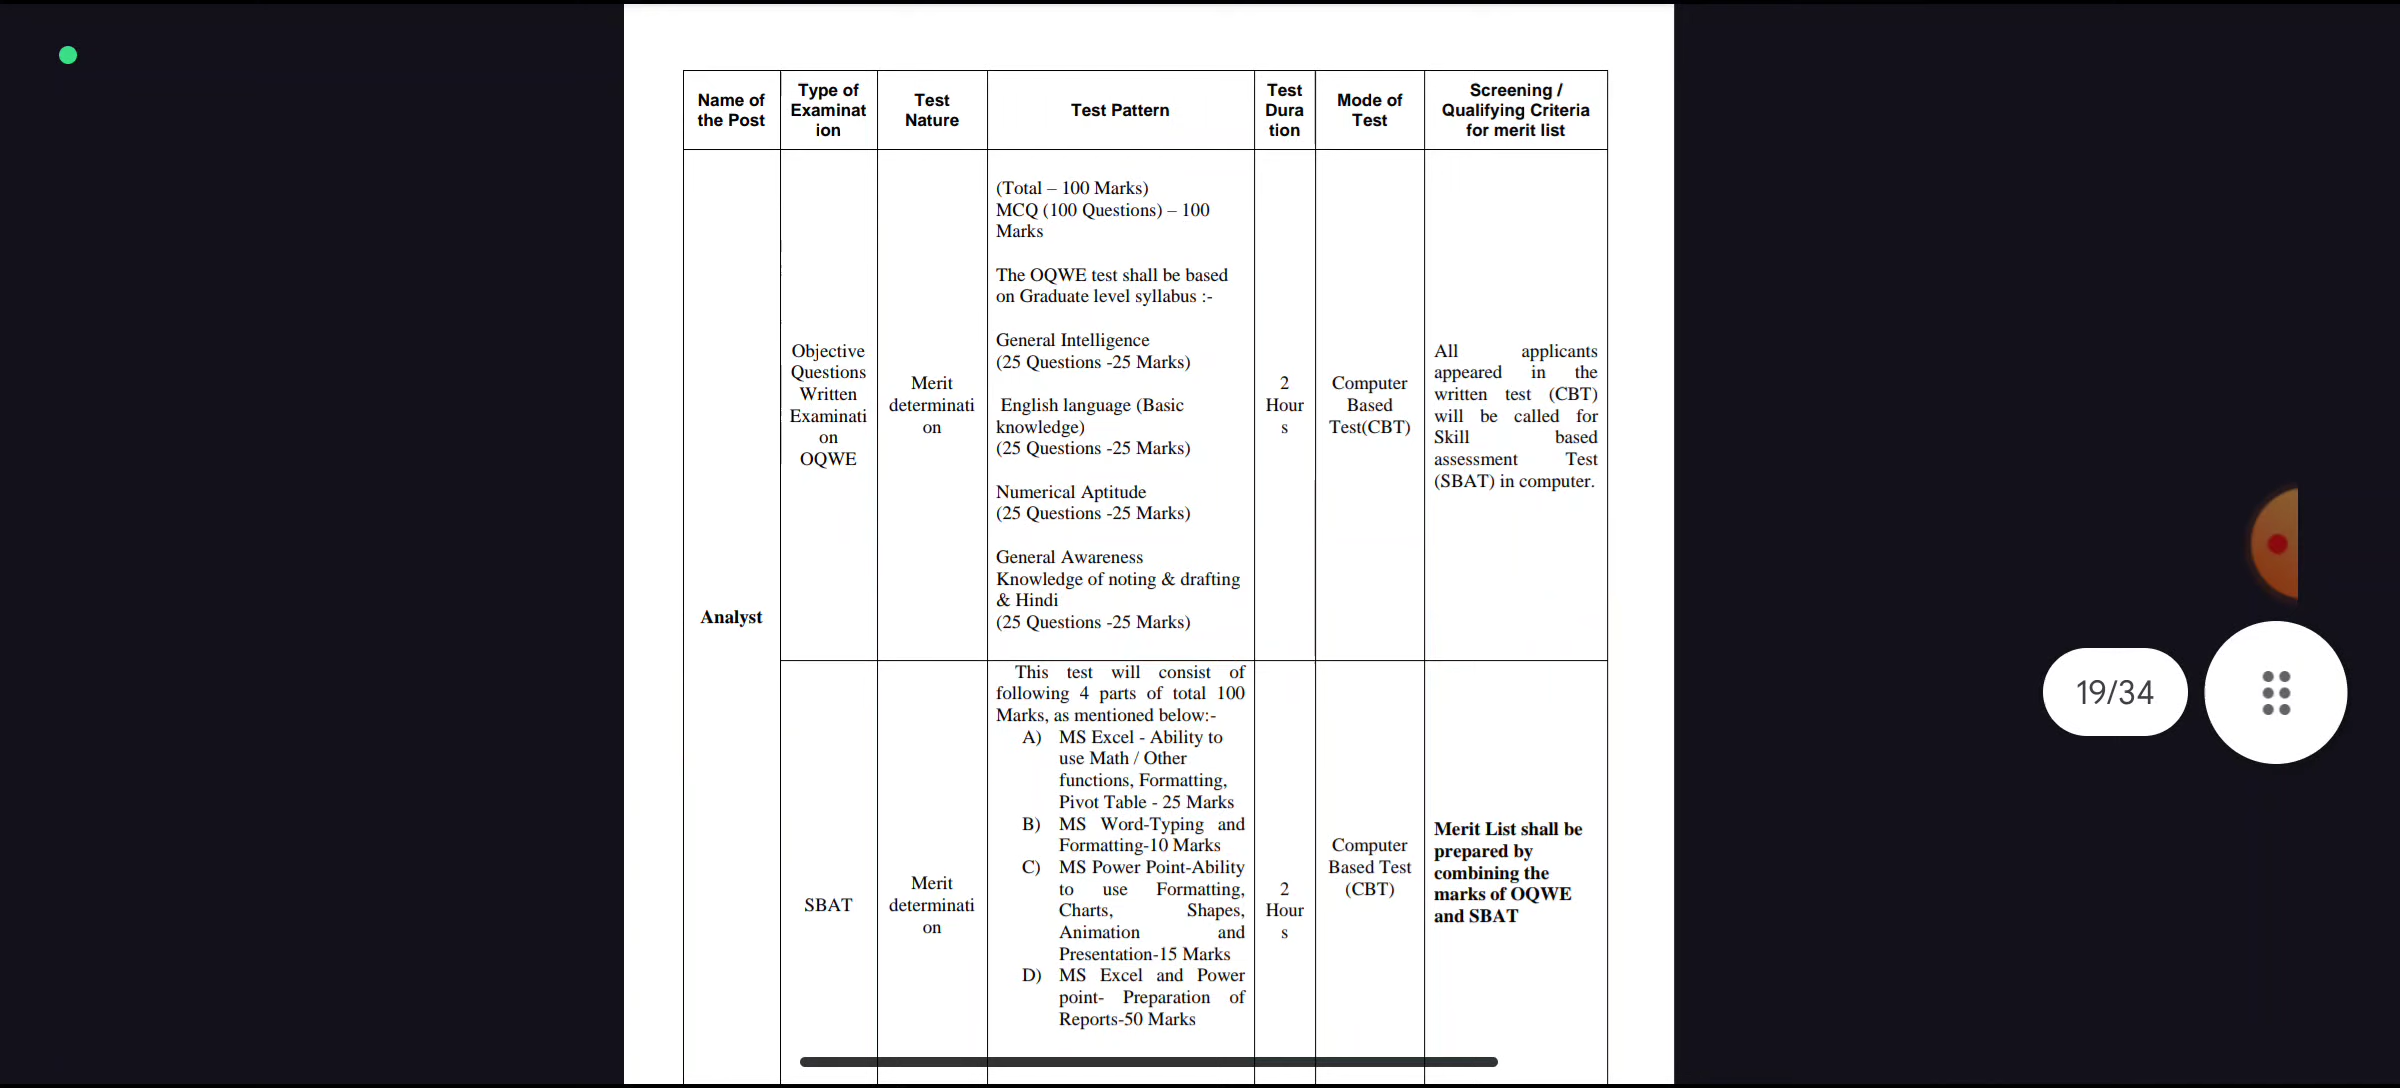 Name of
the Post
Type of
Examinat
ion
Test
Nature
Test Pattern
Test
Dura
tion
Mode of
Test
Screening /
Qualifying Criteria
for merit list
Analyst
Objective
Questions
Written
Examinati
on
OQWE
Merit
determinati
on
(Total – 100 Marks)
MCQ (100 Questions) – 100
Marks
The OQWE test shall be based
on Graduate level syllabus :-
General Intelligence
(25 Questions -25 Marks)
English language (Basic
knowledge)
(25 Questions -25 Marks)
Numerical Aptitude
(25 Questions -25 Marks)
General Awareness
Knowledge of noting & drafting
& Hindi
(25 Questions -25 Marks)
2
Hour
s
Computer
Based
Test(CBT)
All applicants
appeared in the
written test (CBT)
will be called for
Skill based
assessment Test
(SBAT) in computer.
SBAT
Merit
determinati
on
This test will consist of
following 4 parts of total 100
Marks, as mentioned below:-
A) MS Excel - Ability to
use Math / Other
functions, Formatting,
Pivot Table - 25 Marks
B) MS Word-Typing and
Formatting-10 Marks
C) MS Power Point-Ability
to use Formatting,
Charts, Shapes,
Animation and
Presentation-15 Marks
D) MS Excel and Power
point- Preparation of
Reports-50 Marks
2
Hour
s
Computer
Based Test
(CBT)
Merit List shall be
prepared by
combining the
marks of OQWE
and SBAT
19/34